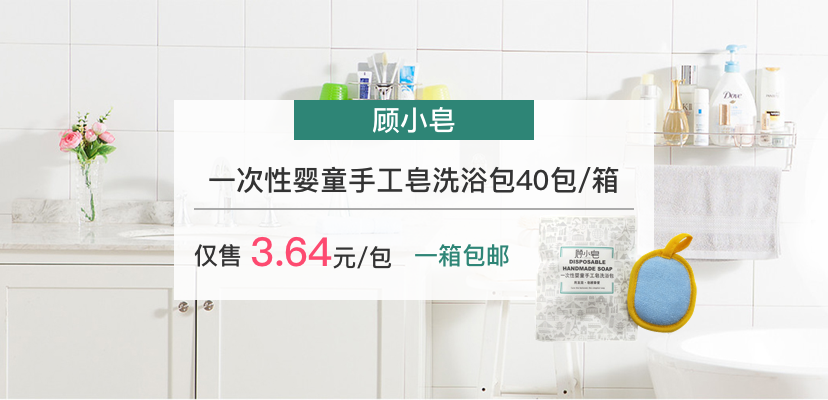 顾小皂
一次性婴童手工皂洗浴包40包/箱
仅售 3.64元/包 一箱包邮
顾小皂
DISPOSABLE
HANDMADE SOAP
一次性婴童手工皂洗浴包
Dove